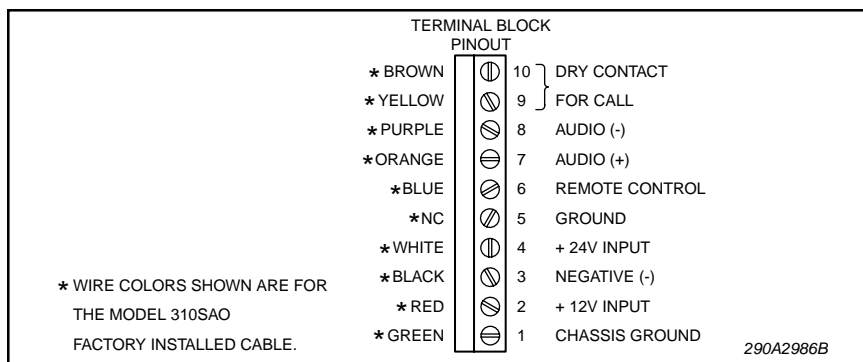 TERMINAL BLOCK
PINOUT
* BROWN 10 DRY CONTACT
* YELLOW 9 FOR CALL
* PURPLE 8 AUDIO (-)
* ORANGE 7 AUDIO (+)
* BLUE 6 REMOTE CONTROL
* NC 5 GROUND
* WHITE 4 + 24V INPUT
* BLACK 3 NEGATIVE (-)
* RED 2 + 12V INPUT
* GREEN 1 CHASSIS GROUND
* WIRE COLORS SHOWN ARE FOR
THE MODEL 310SAO
FACTORY INSTALLED CABLE.
290A2986B